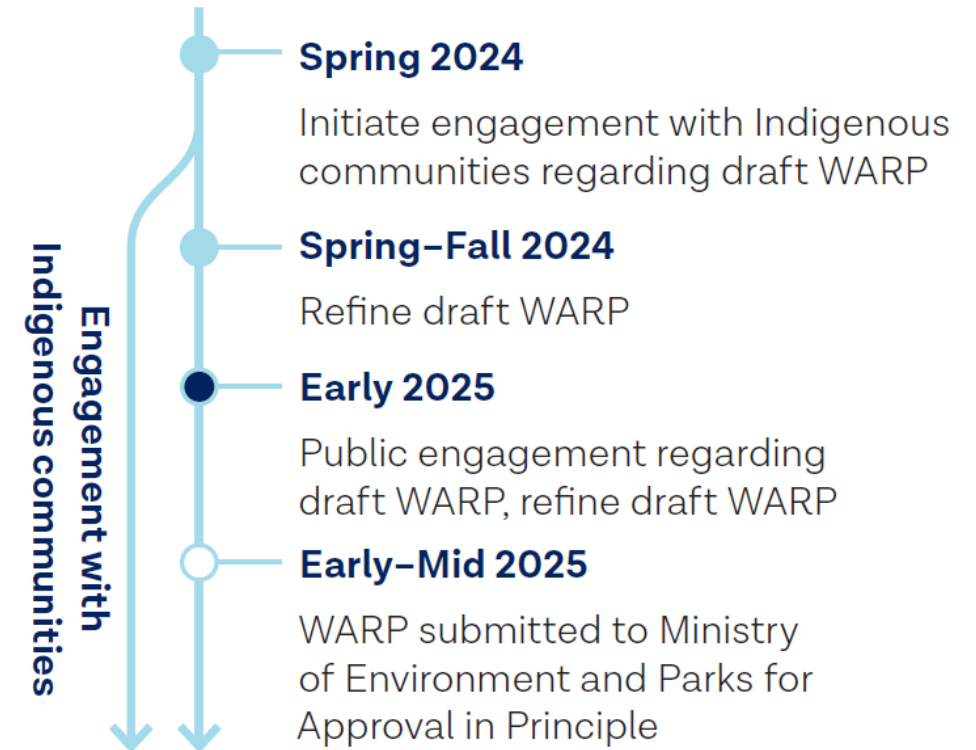 Spring 2024
Initiate engagement with Indigenous
communities regarding draft WARP
Spring–Fall 2024
Refine draft WARP
Early 2025
Public engagement regarding
draft WARP, refine draft WARP
Early–Mid 2025
WARP submitted to Ministry
of Environment and Parks for
Approval in Principle
Engagement with
Indigenous communities